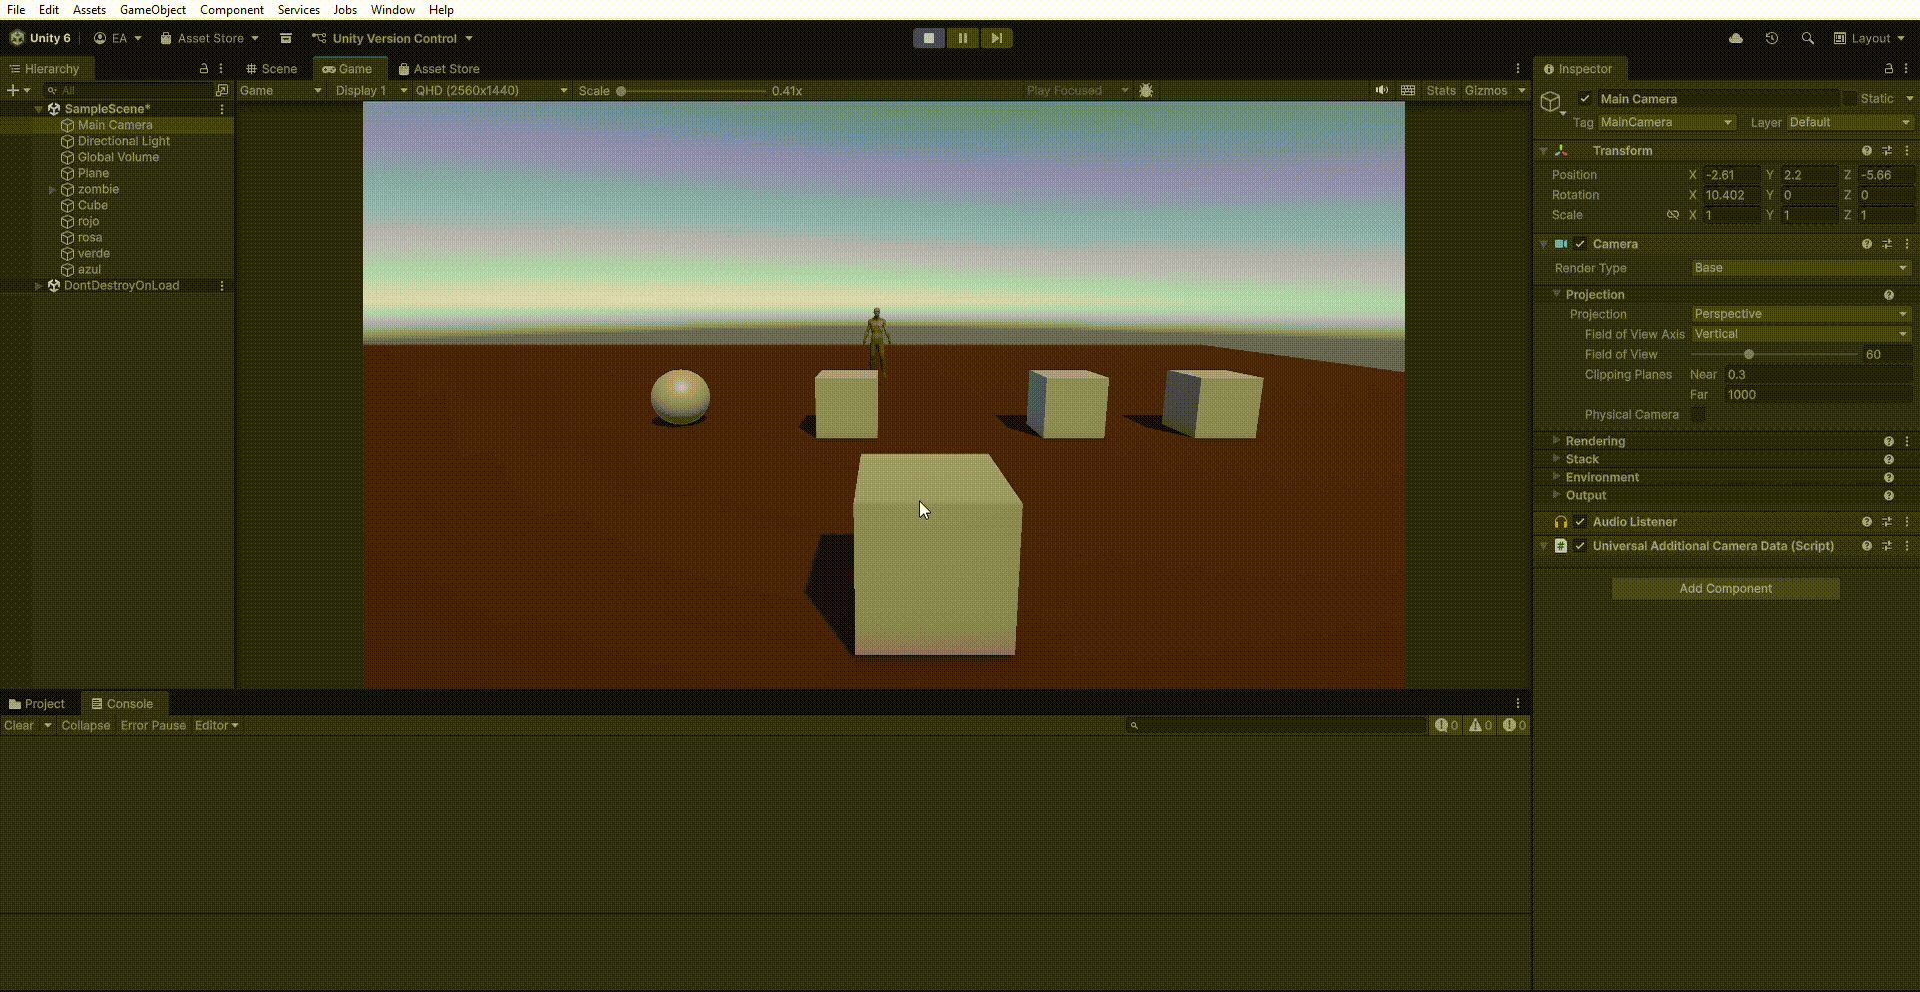 File Edit Assets GameObject Component Services Jobs Window Help
Unity 6 EA Asset Store Unity Version Control Layout
Hierarchy
All
SampleScene*
Main Camera
Directional Light
Global Volume
Plane
zombie
Cube
rojo
rosa
verde
azul
DontDestroyOnLoad
Scene Game Asset Store
Game Display 1 QHD (2560x1440) Scale 0.41x Play Focused Stats Gizmos
Inspector
Main Camera Static
Tag MainCamera Layer Default
Transform
Position X -2.61 Y 2.2 Z -5.66
Rotation X 10.402 Y 0 Z 0
Scale X 1 Y 1 Z 1
Camera
Render Type Base
Projection
Projection Perspective
Field of View Axis Vertical
Field of View 60
Clipping Planes Near 0.3
Far 1000
Physical Camera
Rendering
Stack
Environment
Output
Audio Listener
Universal Additional Camera Data (Script)
Add Component
Project Console
Clear Collapse Error Pause Editor 0 0 0